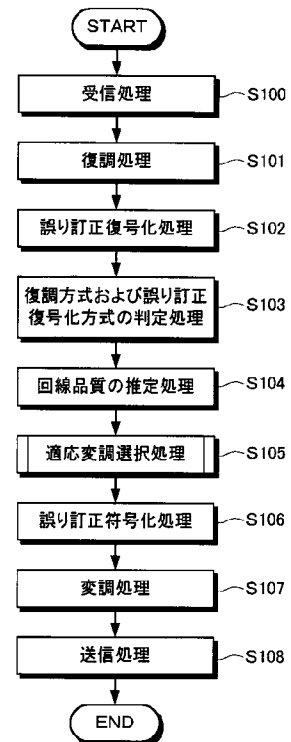 START
受信処理
S100
復調処理
S101
誤り訂正復号化処理
S102
復調方式および誤り訂正
復号化方式の判定処理
S103
回線品質の推定処理
S104
適応変調選択処理
S105
誤り訂正符号化処理
S106
変調処理
S107
送信処理
S108
END